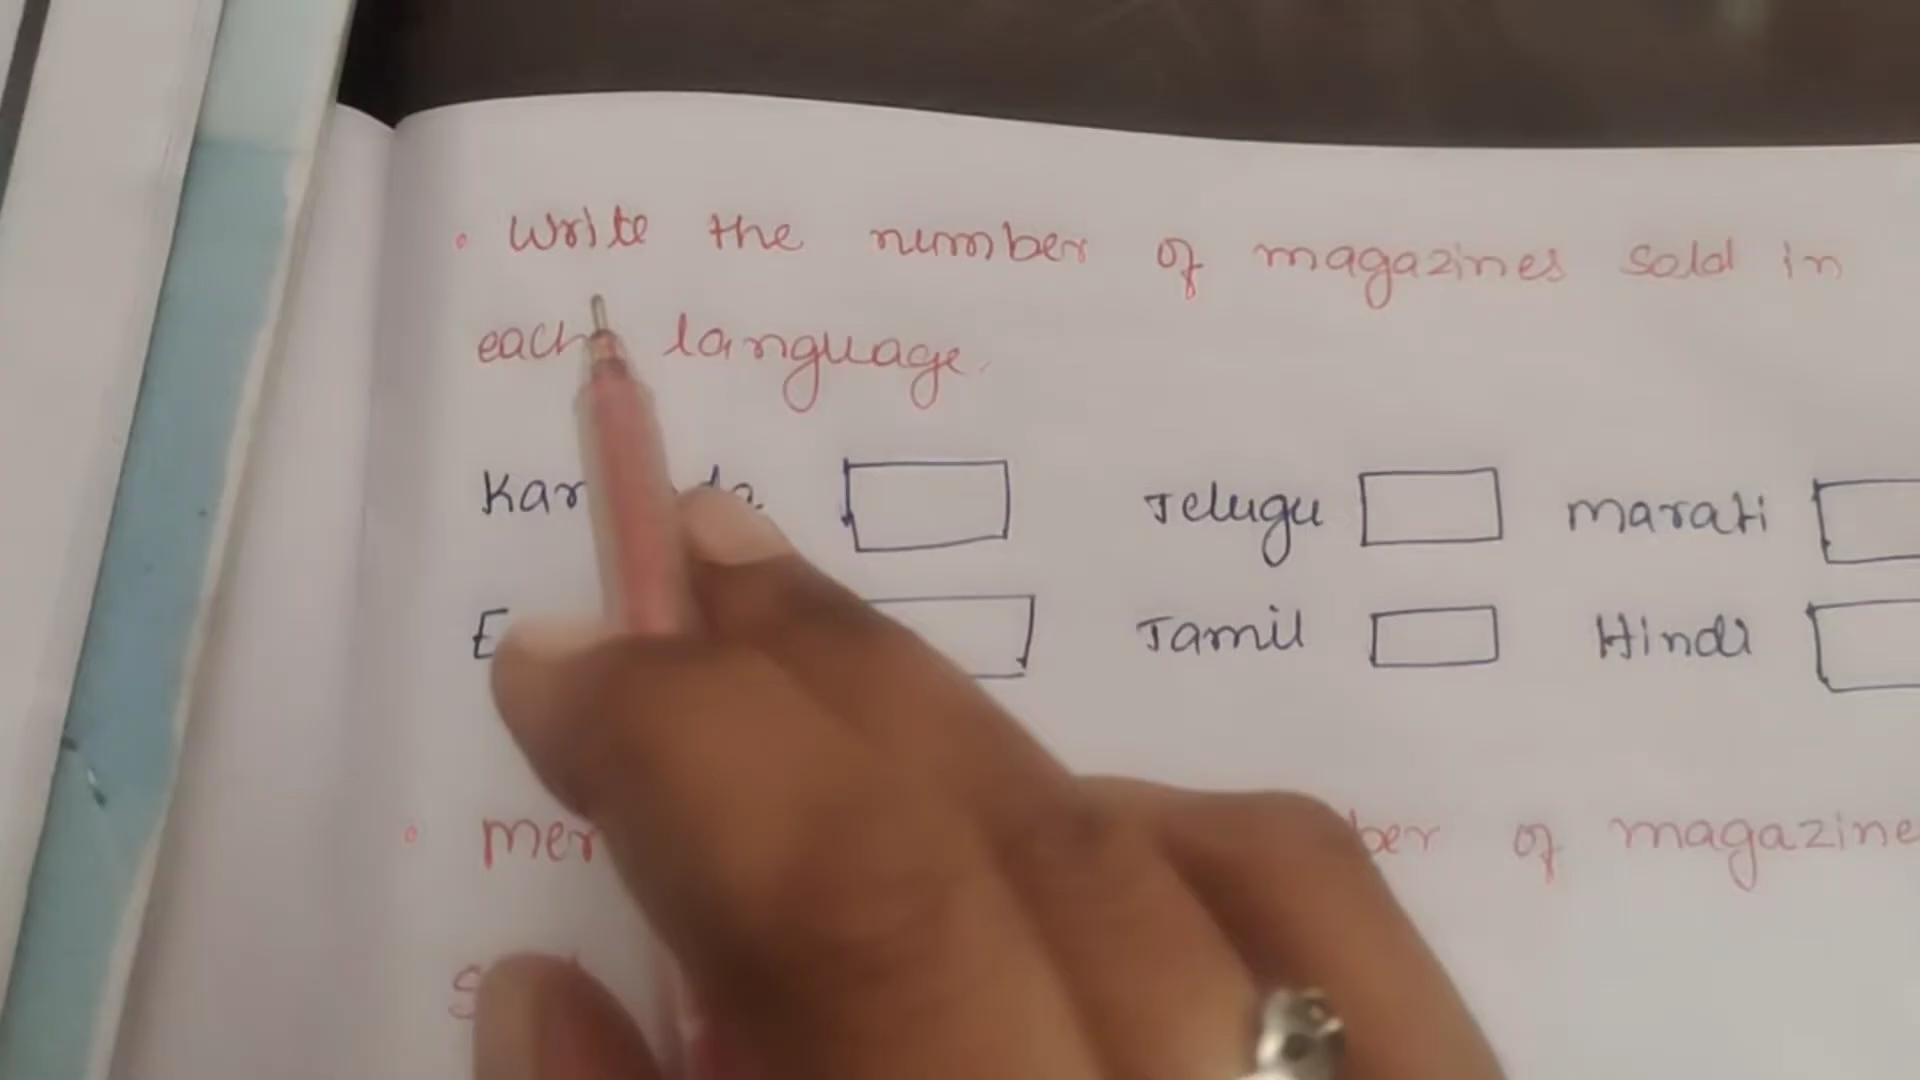 • Write the number of magazines sold in
each language.
Telugu marati
Tamil Hindi
• of magazine